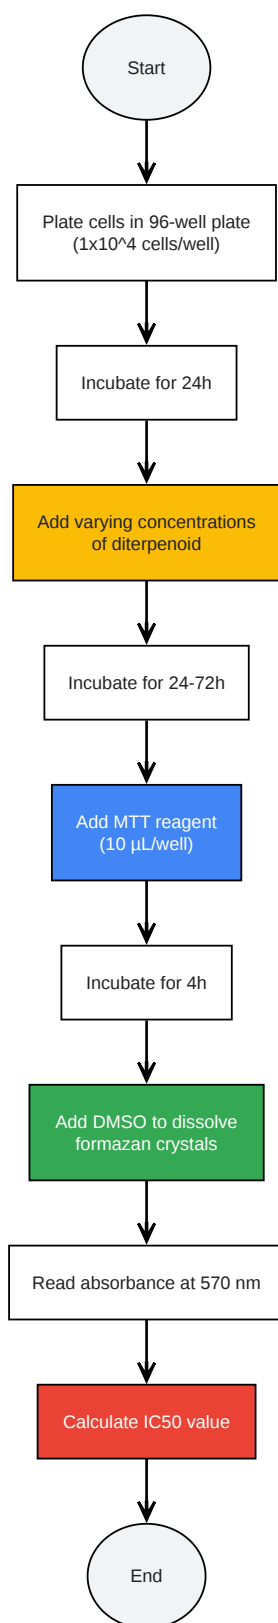 Start
Plate cells in 96-well plate
(1x10^4 cells/well)
Incubate for 24h
Add varying concentrations
of diterpenoid
Incubate for 24-72h
Add MTT reagent
(10 µL/well)
Incubate for 4h
Add DMSO to dissolve
formazan crystals
Read absorbance at 570 nm
Calculate IC50 value
End